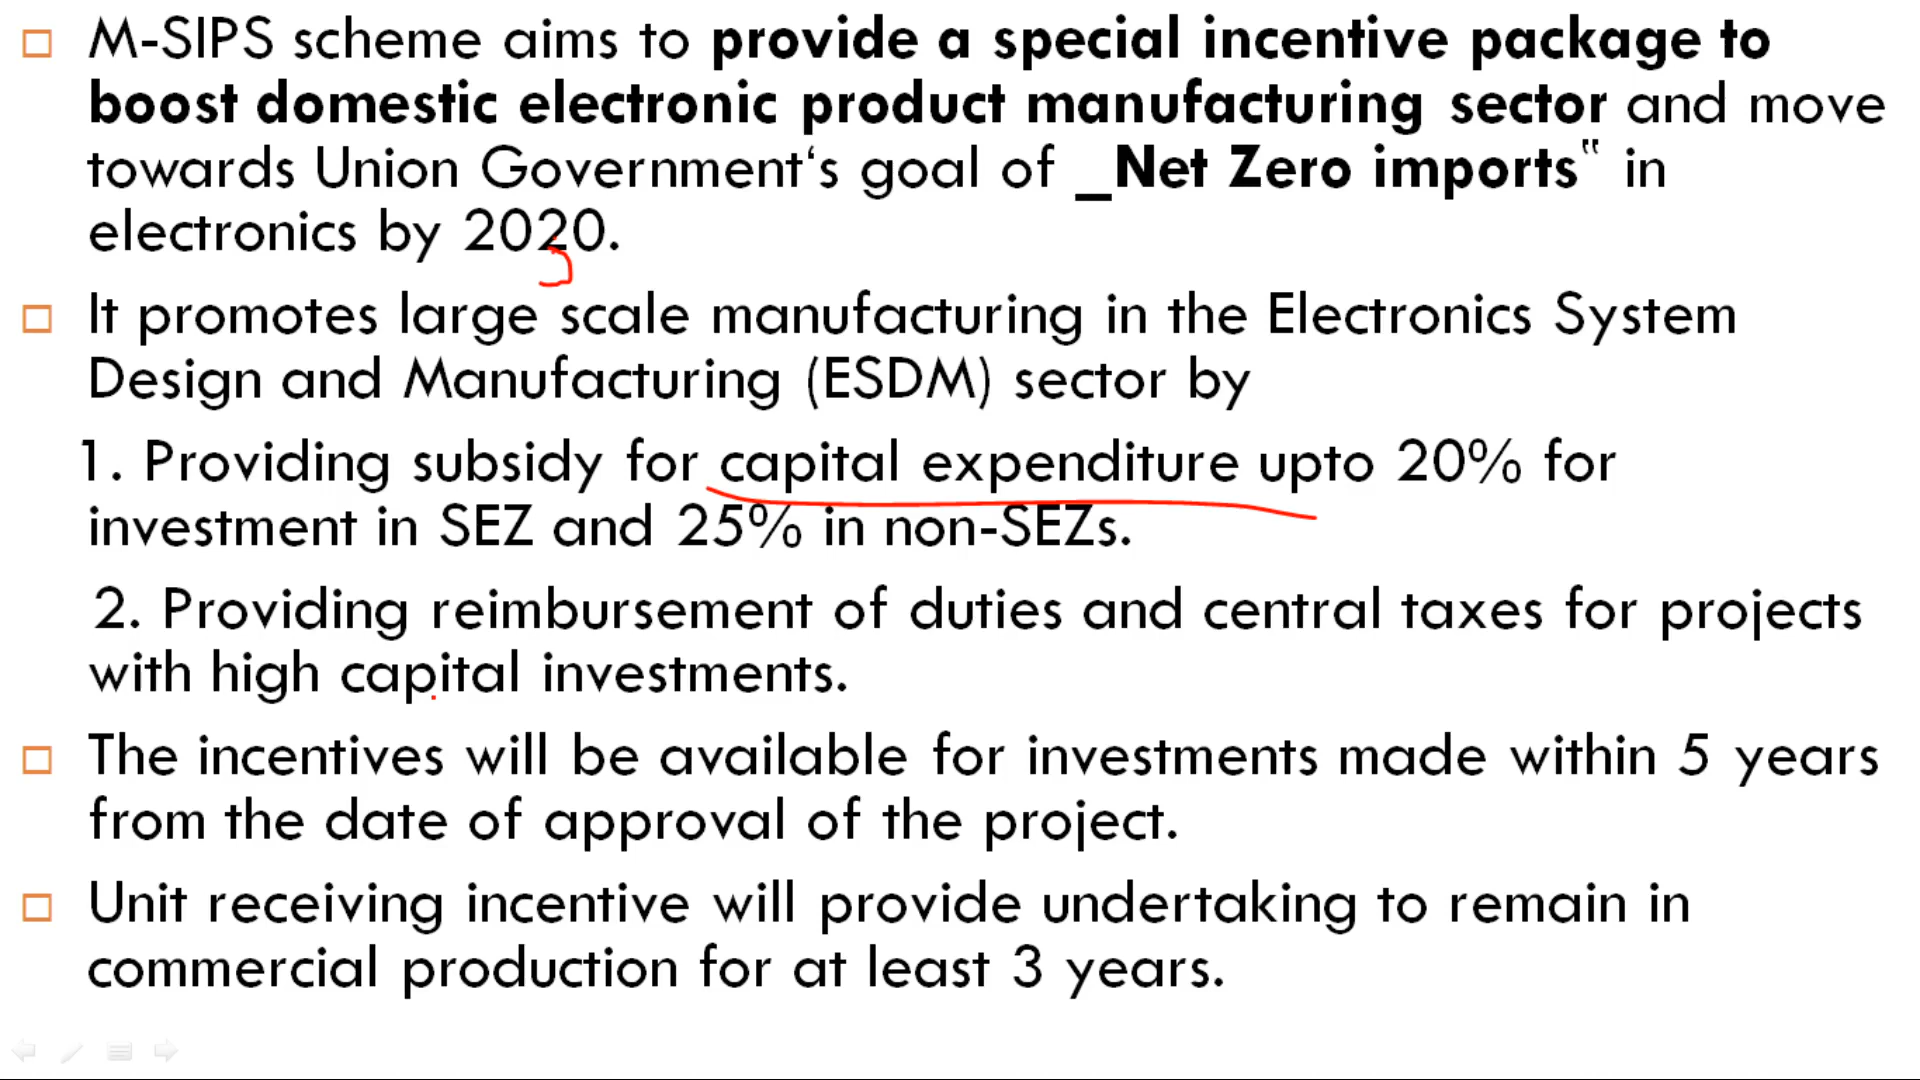 M-SIPS scheme aims to provide a special incentive package to
boost domestic electronic product manufacturing sector and move
towards Union Government‘s goal of _Net Zero imports‟ in
electronics by 2020.
It promotes large scale manufacturing in the Electronics System
Design and Manufacturing (ESDM) sector by
1. Providing subsidy for capital expenditure upto 20% for
investment in SEZ and 25% in non-SEZs.
2. Providing reimbursement of duties and central taxes for projects
with high capital investments.
The incentives will be available for investments made within 5 years
from the date of approval of the project.
Unit receiving incentive will provide undertaking to remain in
commercial production for at least 3 years.